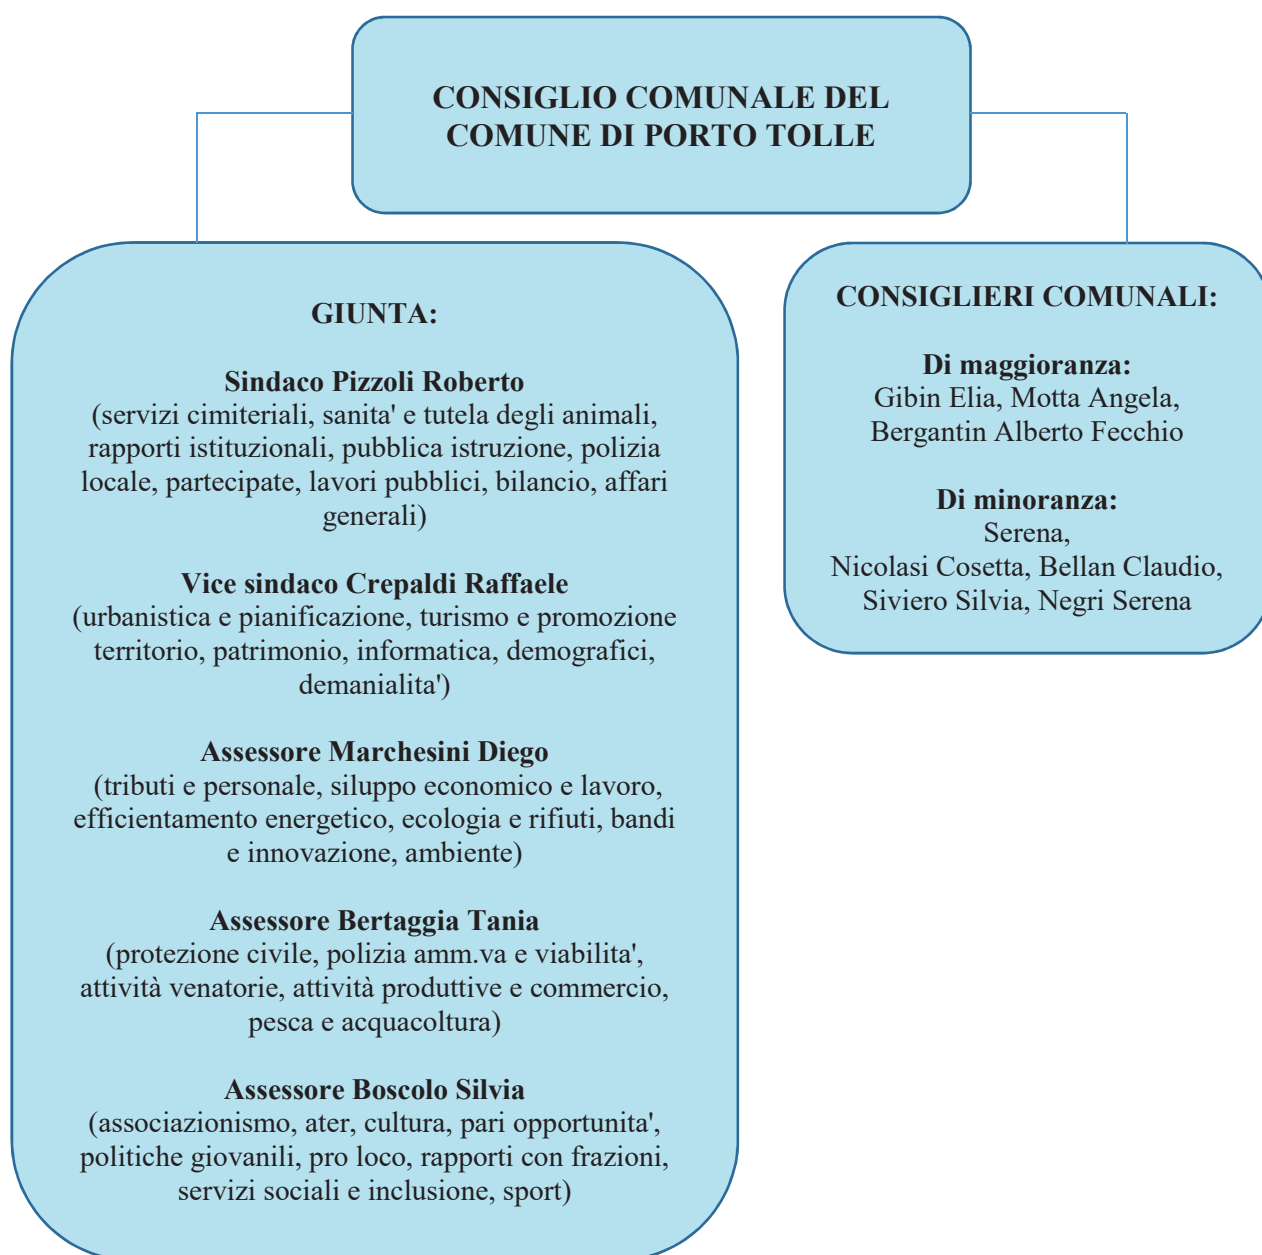 CONSIGLIO COMUNALE DEL
COMUNE DI PORTO TOLLE
GIUNTA:
Sindaco Pizzoli Roberto
(servizi cimiteriali, sanita' e tutela degli animali,
rapporti istituzionali, pubblica istruzione, polizia
locale, partecipate, lavori pubblici, bilancio, affari
generali)
Vice sindaco Crepaldi Raffaele
(urbanistica e pianificazione, turismo e promozione
territorio, patrimonio, informatica, demografici,
demanialita')
Assessore Marchesini Diego
(tributi e personale, siluppo economico e lavoro,
efficientamento energetico, ecologia e rifiuti, bandi
e innovazione, ambiente)
Assessore Bertaggia Tania
(protezione civile, polizia amm.va e viabilita',
attività venatorie, attività produttive e commercio,
pesca e acquacoltura)
Assessore Boscolo Silvia
(associazionismo, ater, cultura, pari opportunita',
politiche giovanili, pro loco, rapporti con frazioni,
servizi sociali e inclusione, sport)
CONSIGLIERI COMUNALI:
Di maggioranza:
Gibin Elia, Motta Angela,
Bergantin Alberto Fecchio
Di minoranza:
Serena,
Nicolasi Cosetta, Bellan Claudio,
Siviero Silvia, Negri Serena